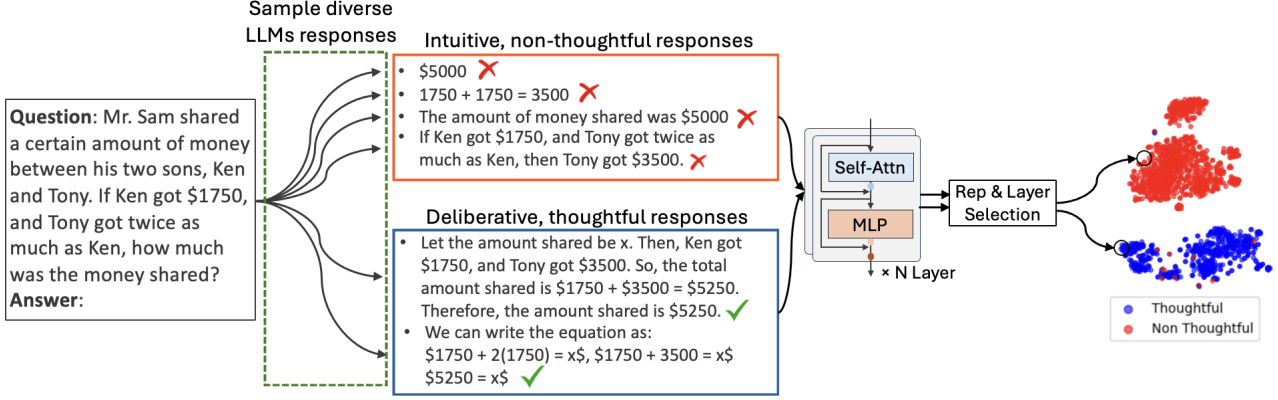 Sample diverse
LLMs responses
Question: Mr. Sam shared
a certain amount of money
between his two sons, Ken
and Tony. If Ken got $1750,
and Tony got twice as
much as Ken, how much
was the money shared?
Answer:
Intuitive, non-thoughtful responses
• $5000
• 1750 + 1750 = 3500
• The amount of money shared was $5000
• If Ken got $1750, and Tony got twice as
much as Ken, then Tony got $3500.
Deliberative, thoughtful responses
• Let the amount shared be x. Then, Ken got
$1750, and Tony got $3500. So, the total
amount shared is $1750 + $3500 = $5250.
Therefore, the amount shared is $5250.
• We can write the equation as:
$1750 + 2(1750) = x$, $1750 + 3500 = x$
$5250 = x$
Self-Attn
MLP
× N Layer
Rep & Layer
Selection
Thoughtful
Non Thoughtful